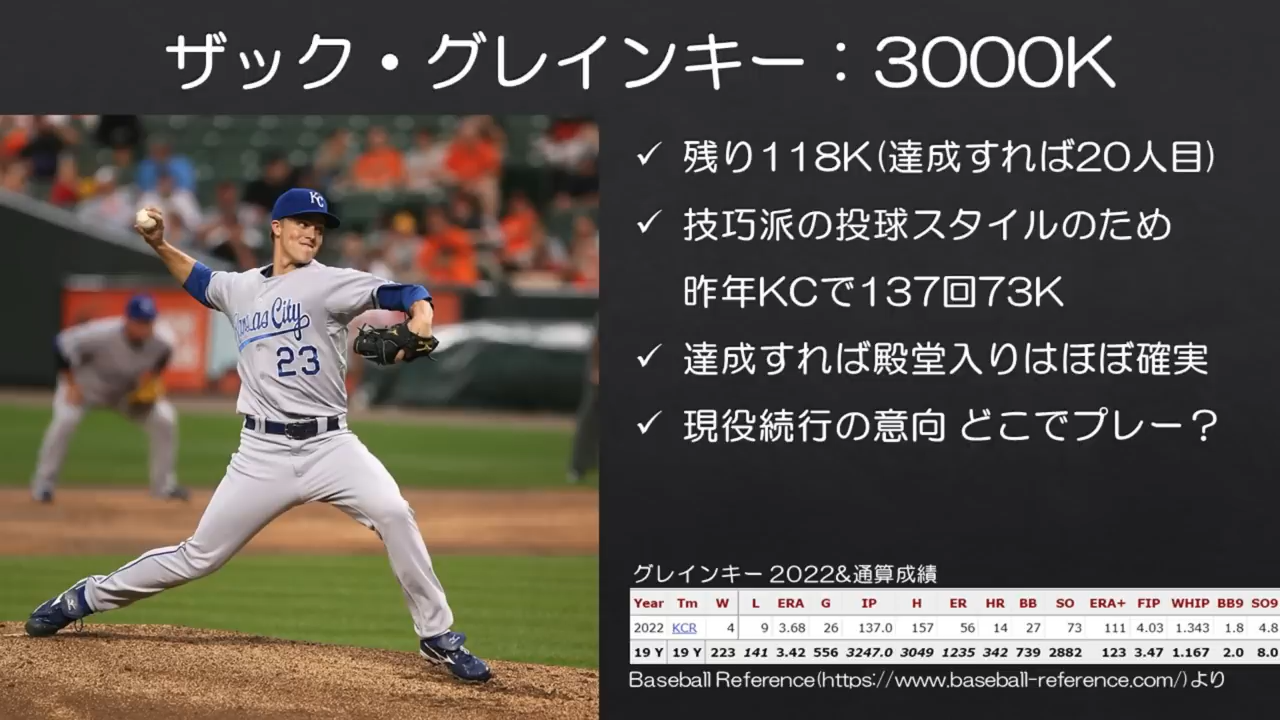 ザック・グレインキー：3000K
✓ 残り118K(達成すれば20人目)
✓ 技巧派の投球スタイルのため
昨年KCで137回73K
✓ 達成すれば殿堂入りはほぼ確実
✓ 現役続行の意向 どこでプレー？
KC
Kansas City
23
グレインキー 2022&通算成績
Year Tm W L ERA G IP H ER HR BB SO ERA+ FIP WHIP BB9 SO9
2022 KCR 4 9 3.68 26 137.0 157 56 14 27 73 111 4.03 1.343 1.8 4.8
19 Y 19 Y 223 141 3.42 556 3247.0 3049 1235 342 739 2882 123 3.47 1.167 2.0 8.0
Baseball Reference(https://www.baseball-reference.com/)より